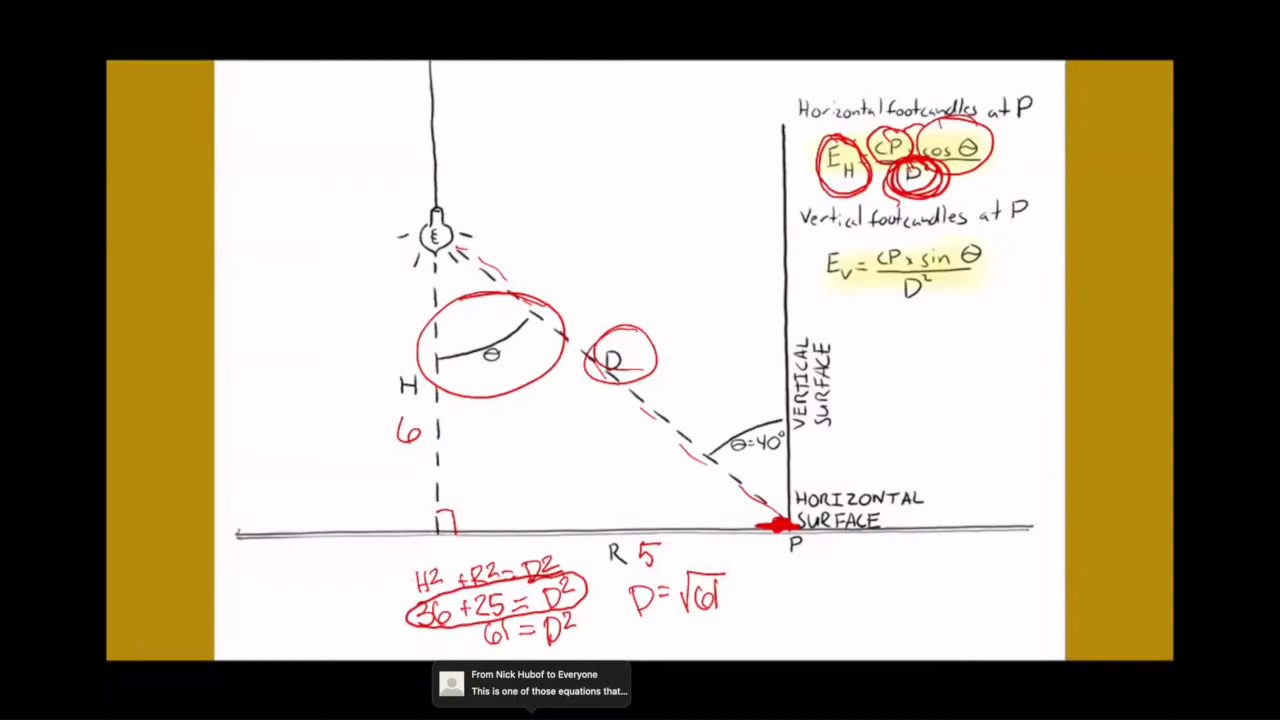 Horizontal footcandles at P
E_H = CP x cos θ
D²
Vertical footcandles at P
E_V = CP x sin θ
D²
E
θ
D
H
6
θ=40°
VERTICAL
SURFACE
HORIZONTAL
SURFACE
P
R 5
H² + R² = D²
36 + 25 = D²
61 = D²
D = √61
From Nick Hubof to Everyone
This is one of those equations that...